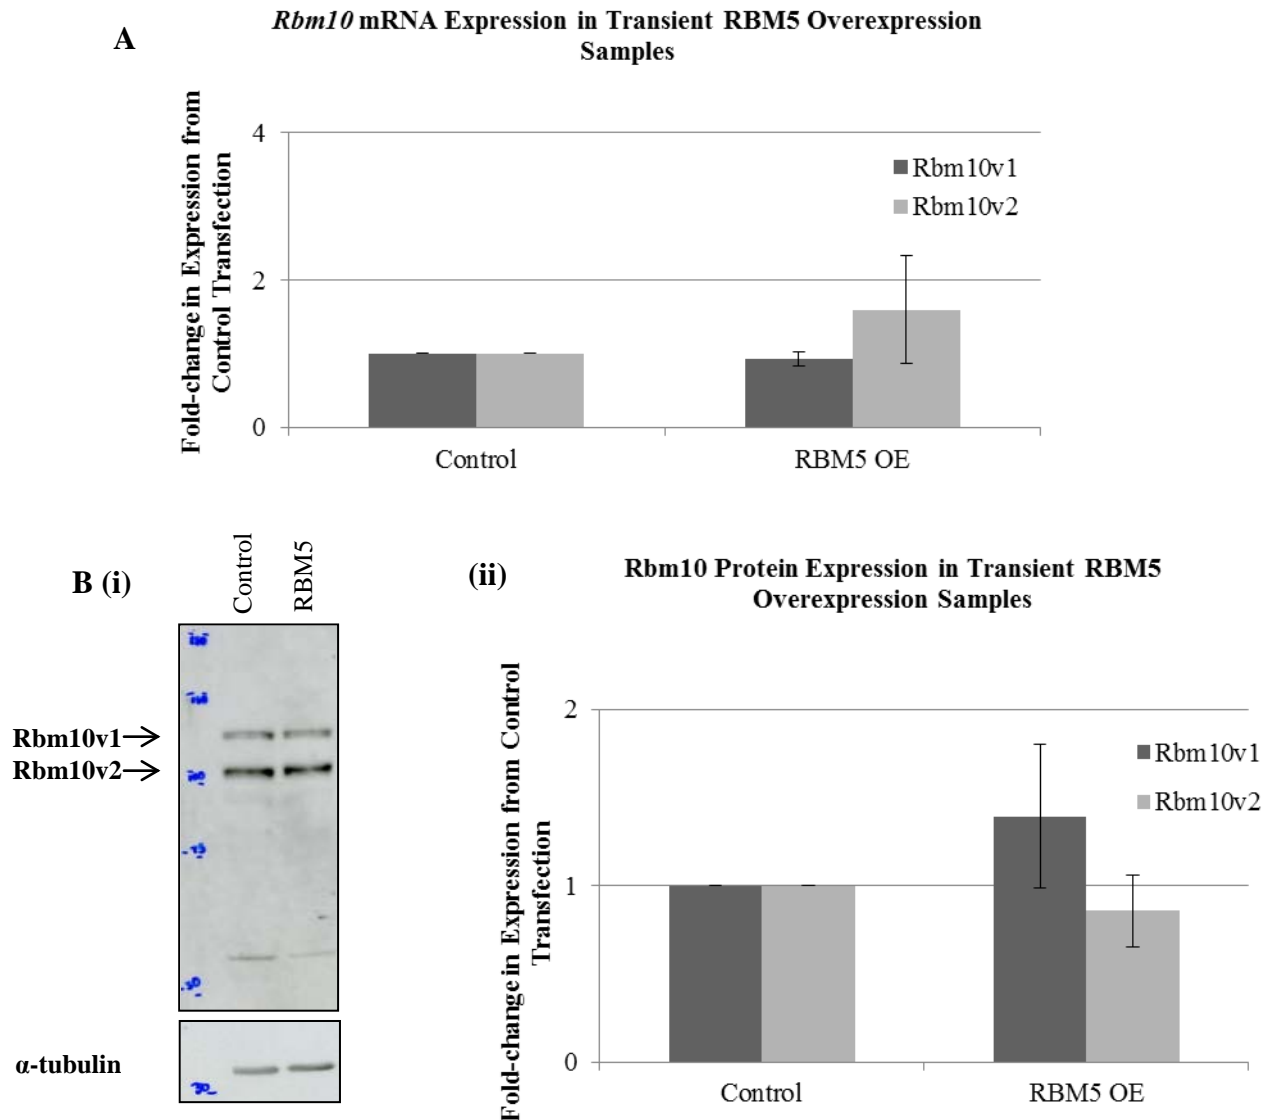 A
Rbm10 mRNA Expression in Transient RBM5 Overexpression
Samples
Fold-change in Expression from
Control Transfection
4
2
0
Rbm10v1
Rbm10v2
Control
RBM5 OE
B (i)
Control
RBM5
Rbm10v1→
Rbm10v2→
α-tubulin
(ii)
Rbm10 Protein Expression in Transient RBM5
Overexpression Samples
Fold-change in Expression from Control
Transfection
2
1
0
Rbm10v1
Rbm10v2
Control
RBM5 OE